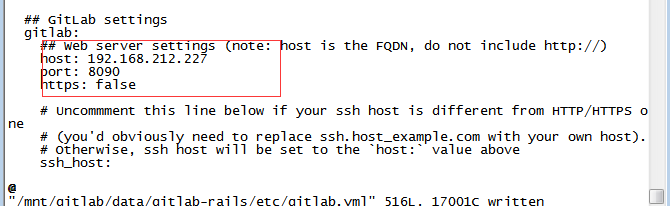 ## GitLab settings
gitlab:
## Web server settings (note: host is the FQDN, do not include http://)
host: 192.168.212.227
port: 8090
https: false
# Uncommment this line below if your ssh host is different from HTTP/HTTPS o
ne
# (you'd obviously need to replace ssh.host_example.com with your own host).
# Otherwise, ssh host will be set to the `host:` value above
ssh_host:
@
"/mnt/gitlab/data/gitlab-rails/etc/gitlab.yml" 516L, 17001C written